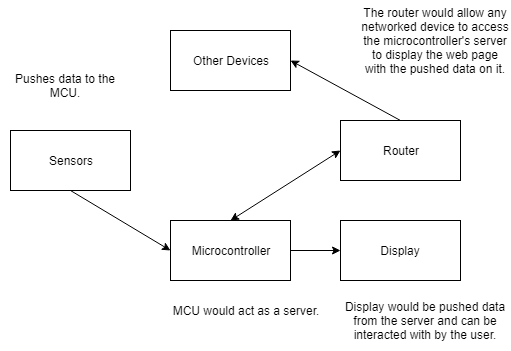 The router would allow any
networked device to access
the microcontroller's server
to display the web page
with the pushed data on it.
Other Devices
Pushes data to the
MCU.
Sensors
Router
Microcontroller
Display
MCU would act as a server.
Display would be pushed data
from the server and can be
interacted with by the user.